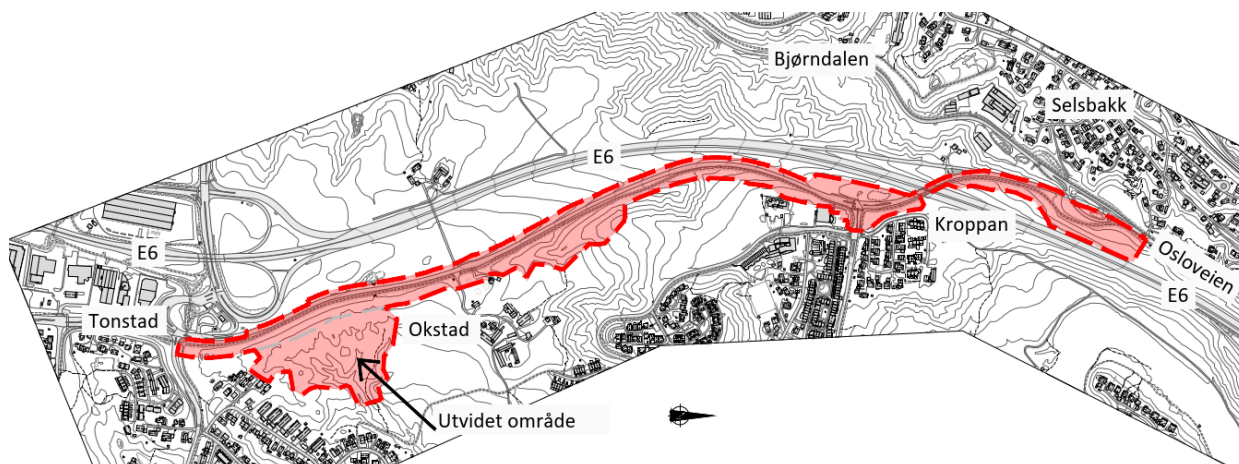 Bjørndalen
Selsbakk
E6
Kroppan
Osloveien
E6
E6
Tonstad
Okstad
Utvidet område